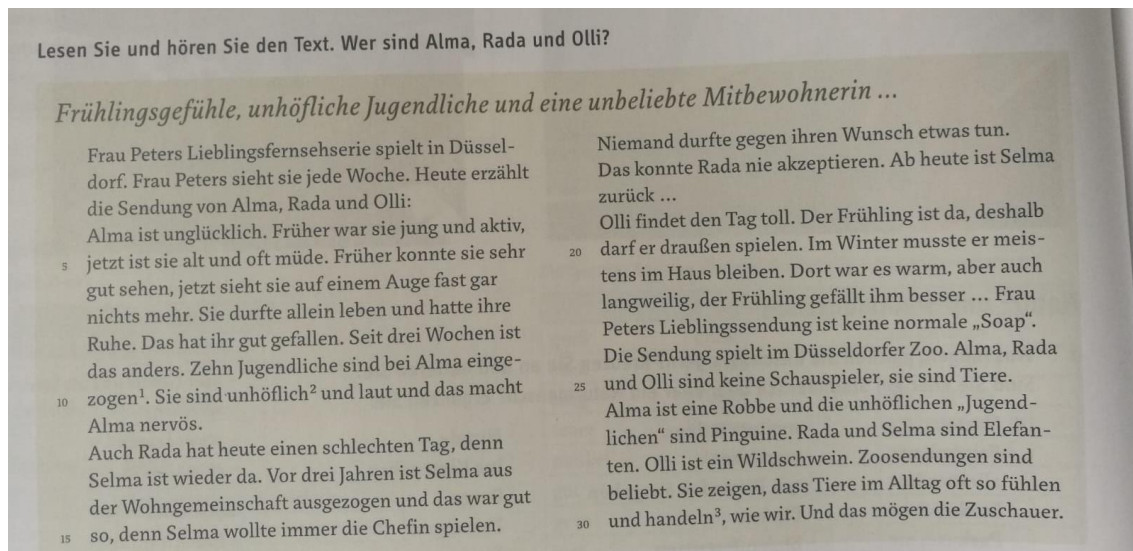 Lesen Sie und hören Sie den Text. Wer sind Alma, Rada und Olli?
Frühlingsgefühle, unhöfliche Jugendliche und eine unbeliebte Mitbewohnerin ...
Frau Peters Lieblingsfernsehserie spielt in Düssel-
dorf. Frau Peters sieht sie jede Woche. Heute erzählt
die Sendung von Alma, Rada und Olli:
Alma ist unglücklich. Früher war sie jung und aktiv,
5 jetzt ist sie alt und oft müde. Früher konnte sie sehr
gut sehen, jetzt sieht sie auf einem Auge fast gar
nichts mehr. Sie durfte allein leben und hatte ihre
Ruhe. Das hat ihr gut gefallen. Seit drei Wochen ist
das anders. Zehn Jugendliche sind bei Alma einge-
10 zogen¹. Sie sind unhöflich² und laut und das macht
Alma nervös.
Auch Rada hat heute einen schlechten Tag, denn
Selma ist wieder da. Vor drei Jahren ist Selma aus
der Wohngemeinschaft ausgezogen und das war gut
15 so, denn Selma wollte immer die Chefin spielen.
Niemand durfte gegen ihren Wunsch etwas tun.
Das konnte Rada nie akzeptieren. Ab heute ist Selma
zurück ...
Olli findet den Tag toll. Der Frühling ist da, deshalb
20 darf er draußen spielen. Im Winter musste er meis-
tens im Haus bleiben. Dort war es warm, aber auch
langweilig, der Frühling gefällt ihm besser ... Frau
Peters Lieblingssendung ist keine normale „Soap“.
Die Sendung spielt im Düsseldorfer Zoo. Alma, Rada
25 und Olli sind keine Schauspieler, sie sind Tiere.
Alma ist eine Robbe und die unhöflichen „Jugend-
lichen“ sind Pinguine. Rada und Selma sind Elefan-
ten. Olli ist ein Wildschwein. Zoosendungen sind
beliebt. Sie zeigen, dass Tiere im Alltag oft so fühlen
30 und handeln³, wie wir. Und das mögen die Zuschauer.